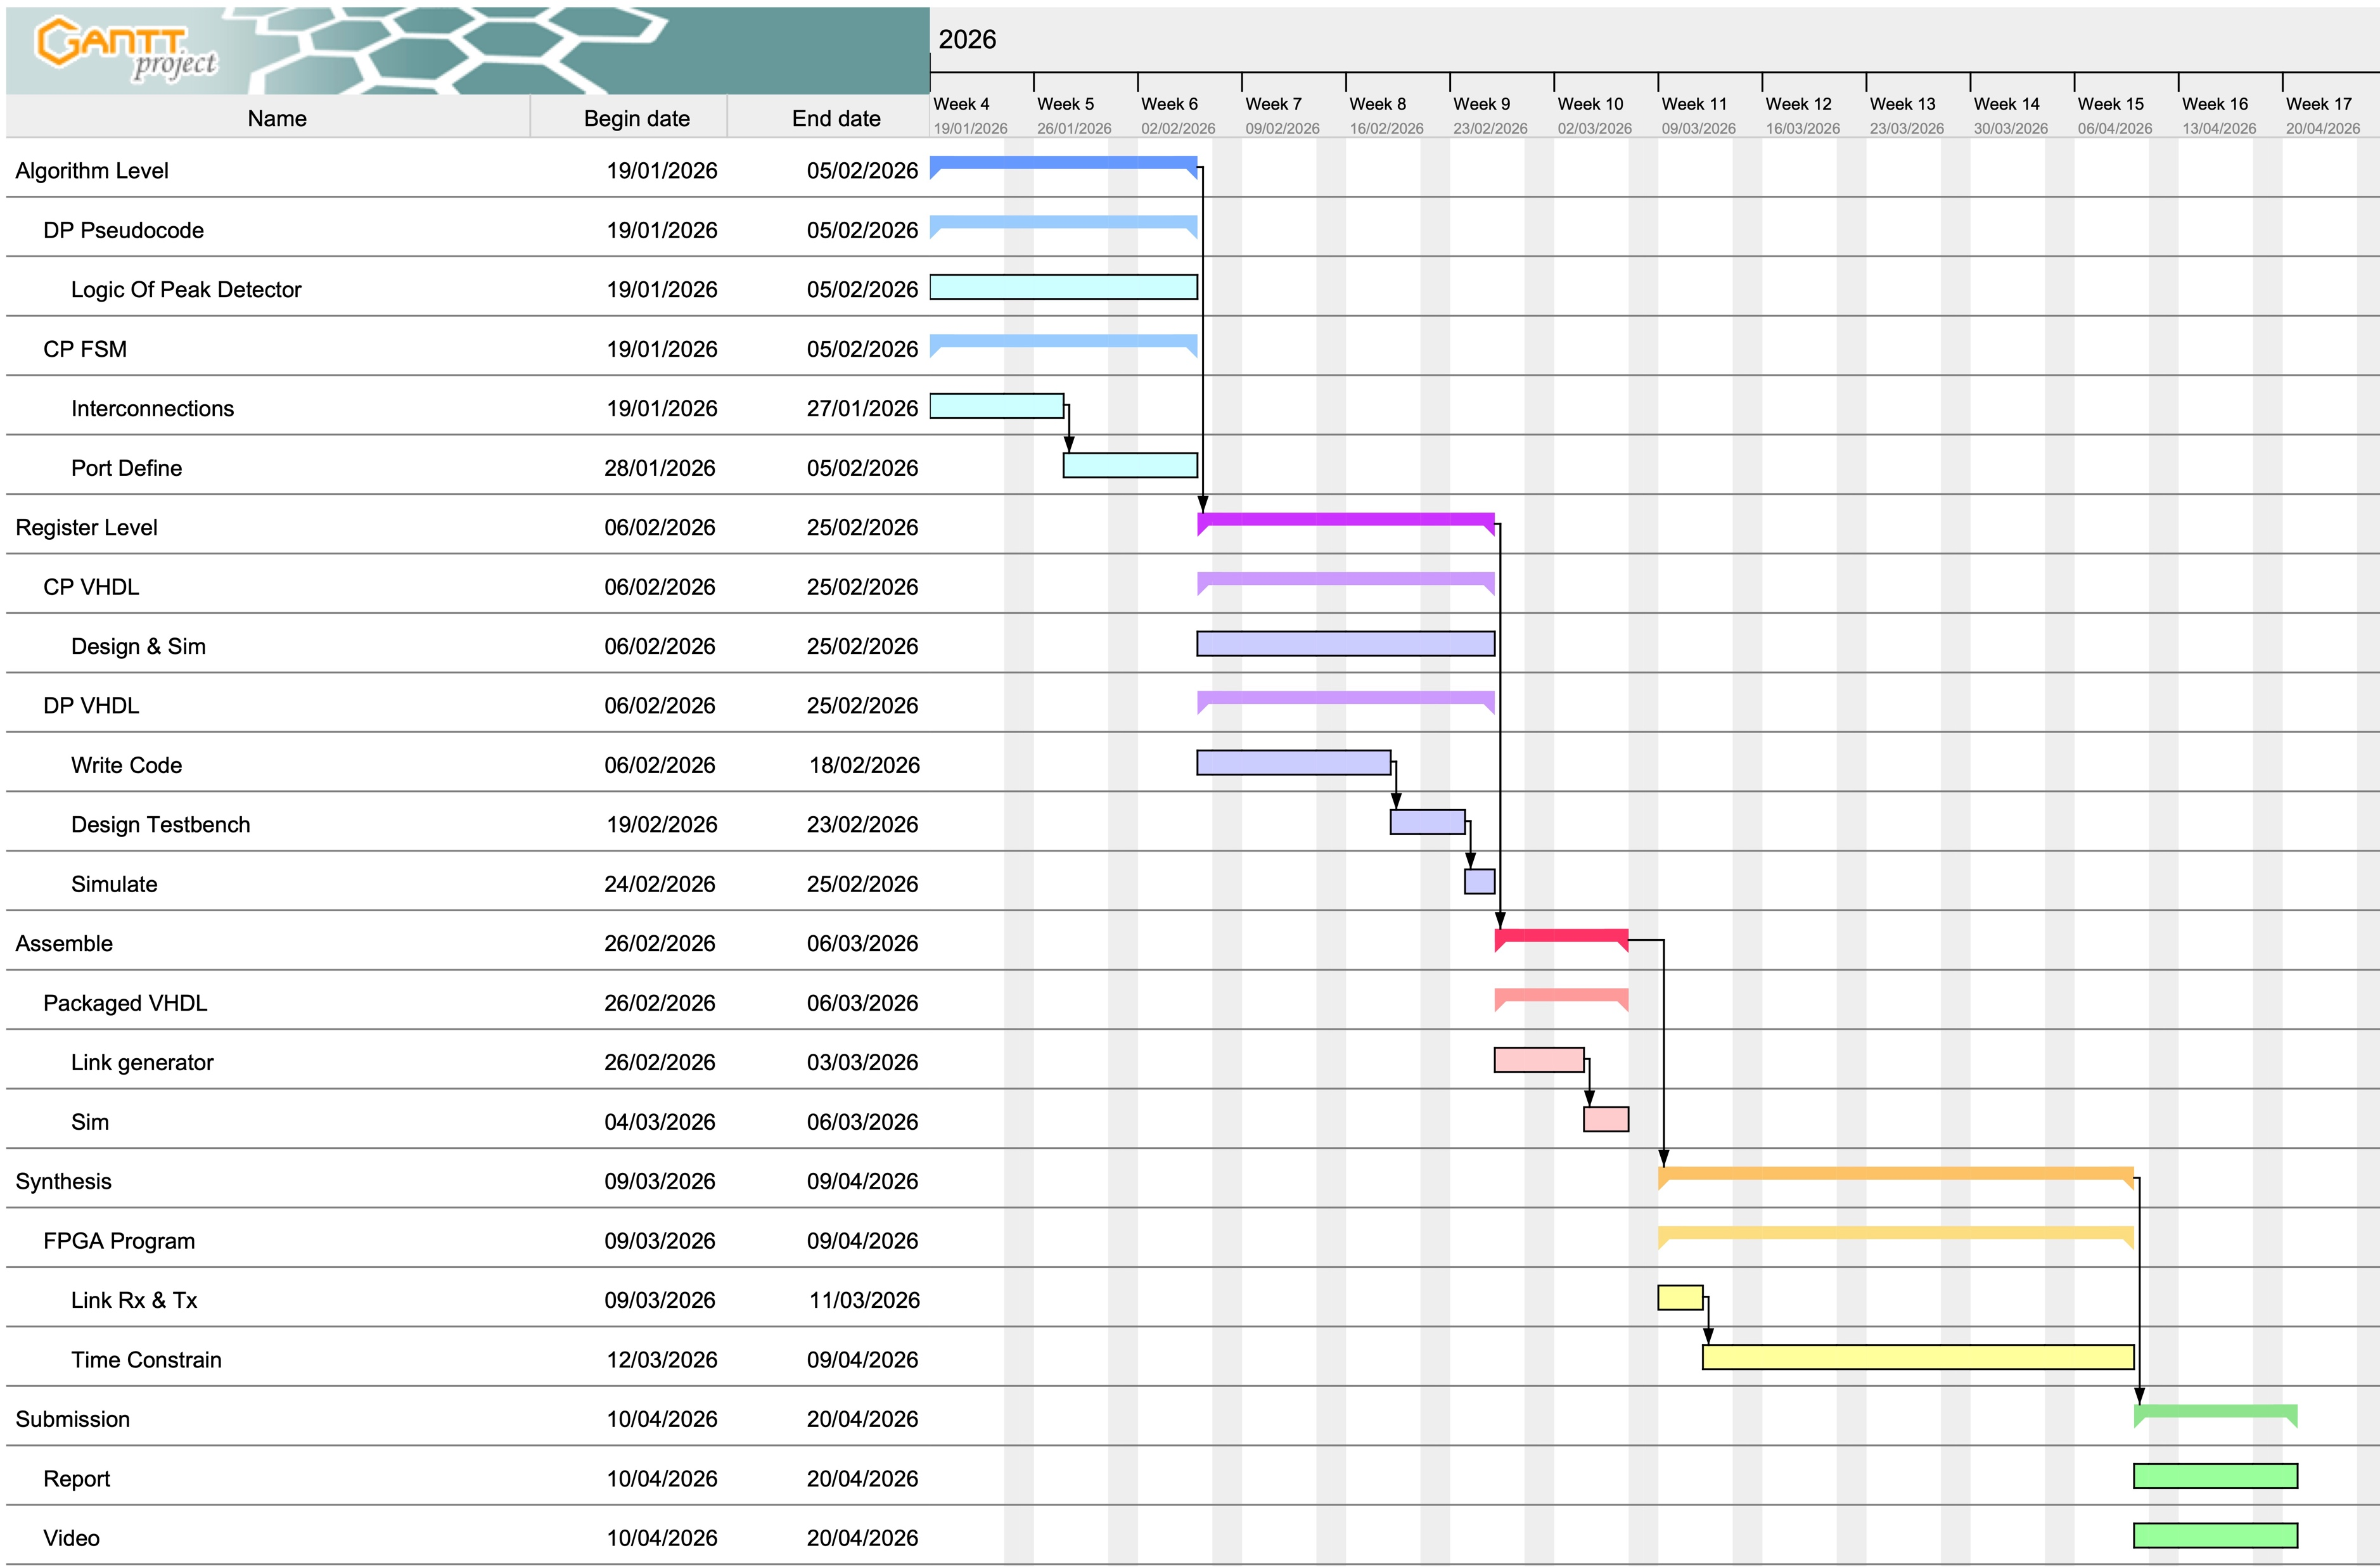 GANTT project
2026
Week 4 Week 5 Week 6 Week 7 Week 8 Week 9 Week 10 Week 11 Week 12 Week 13 Week 14 Week 15 Week 16 Week 17
Name Begin date End date
19/01/2026 26/01/2026 02/02/2026 09/02/2026 16/02/2026 23/02/2026 02/03/2026 09/03/2026 16/03/2026 23/03/2026 30/03/2026 06/04/2026 13/04/2026 20/04/2026
Algorithm Level 19/01/2026 05/02/2026
DP Pseudocode 19/01/2026 05/02/2026
Logic Of Peak Detector 19/01/2026 05/02/2026
CP FSM 19/01/2026 05/02/2026
Interconnections 19/01/2026 27/01/2026
Port Define 28/01/2026 05/02/2026
Register Level 06/02/2026 25/02/2026
CP VHDL 06/02/2026 25/02/2026
Design & Sim 06/02/2026 25/02/2026
DP VHDL 06/02/2026 25/02/2026
Write Code 06/02/2026 18/02/2026
Design Testbench 19/02/2026 23/02/2026
Simulate 24/02/2026 25/02/2026
Assemble 26/02/2026 06/03/2026
Packaged VHDL 26/02/2026 06/03/2026
Link generator 26/02/2026 03/03/2026
Sim 04/03/2026 06/03/2026
Synthesis 09/03/2026 09/04/2026
FPGA Program 09/03/2026 09/04/2026
Link Rx & Tx 09/03/2026 11/03/2026
Time Constrain 12/03/2026 09/04/2026
Submission 10/04/2026 20/04/2026
Report 10/04/2026 20/04/2026
Video 10/04/2026 20/04/2026